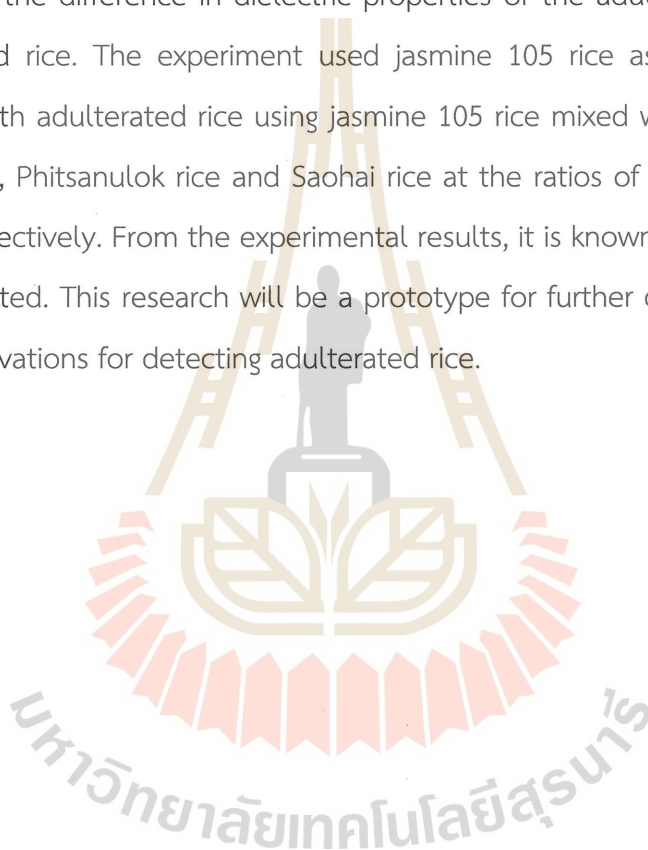 the difference in dielectric properties of the adu
d rice. The experiment used jasmine 105 rice as
th adulterated rice using jasmine 105 rice mixed w
, Phitsanulok rice and Saohai rice at the ratios of
ectively. From the experimental results, it is known
ted. This research will be a prototype for further
vations for detecting adulterated rice.
มหาวิทยาลัยเทคโนโลยีสุรนารี